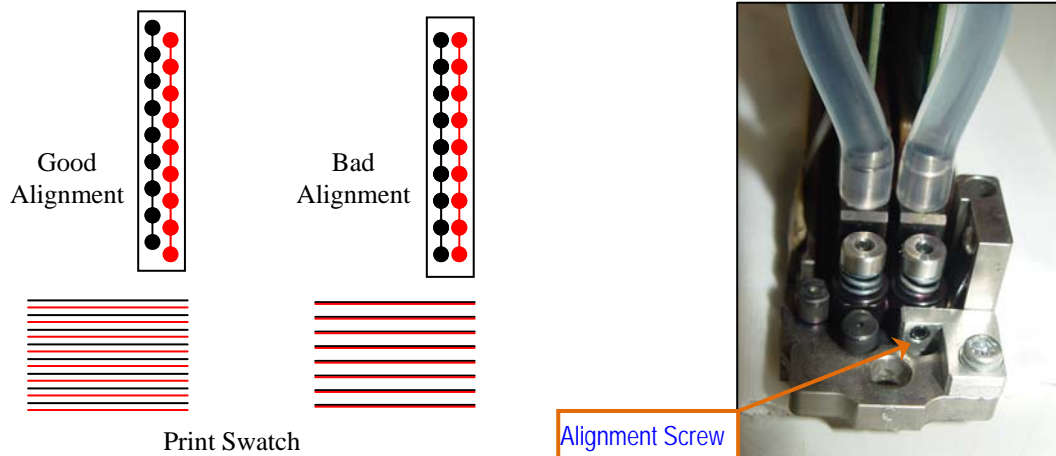 Good
Alignment
Bad
Alignment
Print Swatch
Alignment Screw